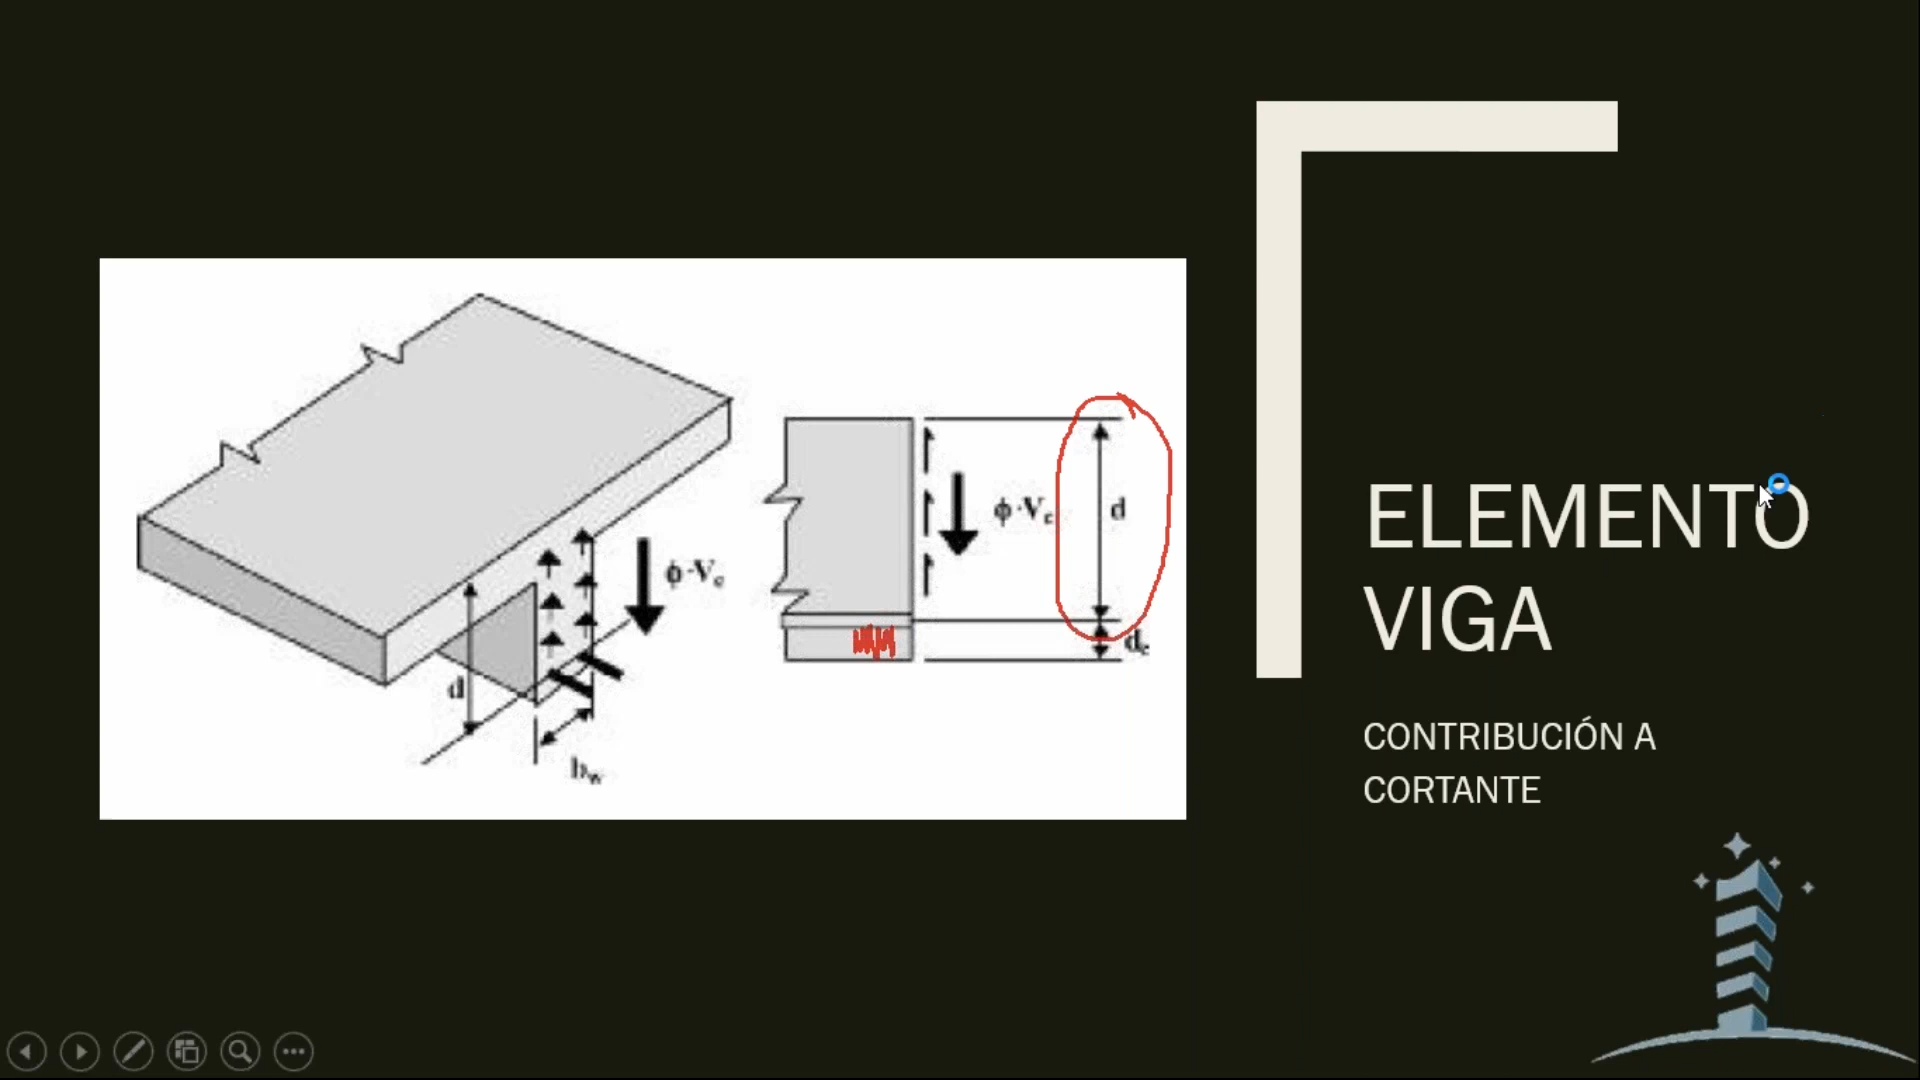 ϕ·Vc
d
bw
ϕ·Vc
d
dc
ELEMENTO
VIGA
CONTRIBUCIÓN A
CORTANTE